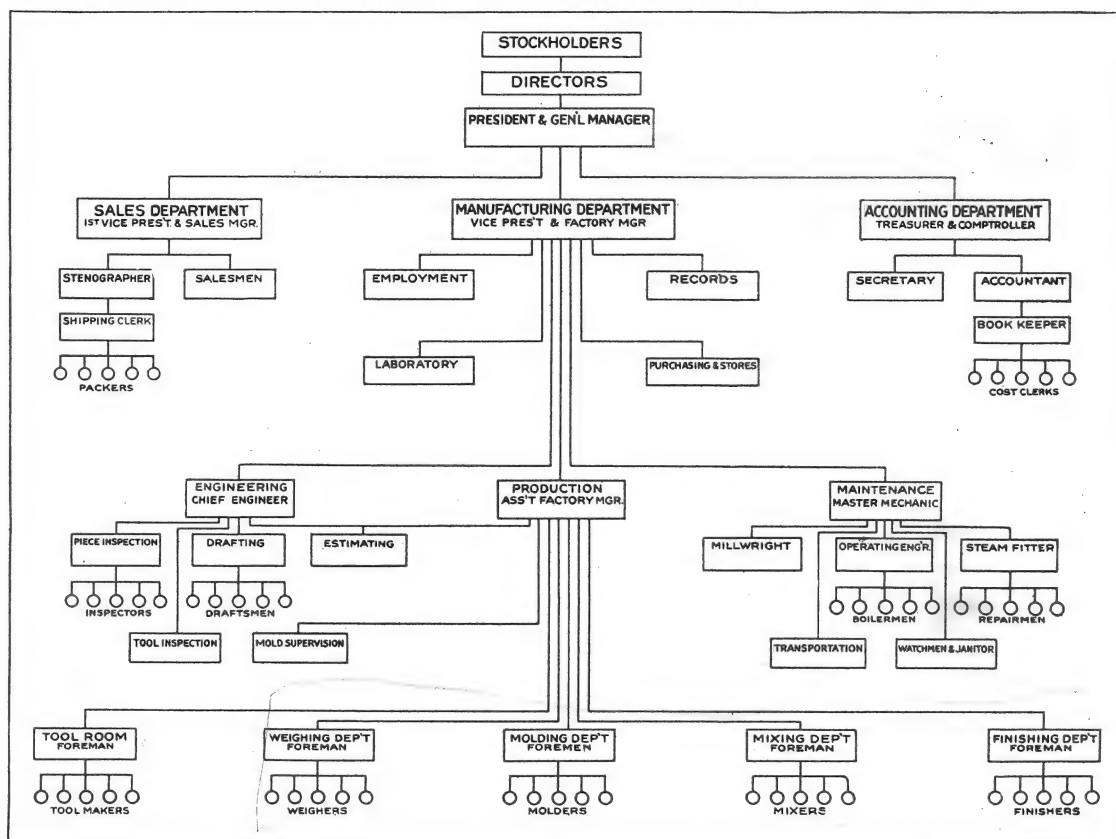 STOCKHOLDERS
DIRECTORS
PRESIDENT & GEN'L MANAGER
SALES DEPARTMENT
1ST VICE PRES'T. & SALES MGR.
MANUFACTURING DEPARTMENT
VICE PRES'T & FACTORY MGR
ACCOUNTING DEPARTMENT
TREASURER & COMPTROLLER
STENOGRAPHER
SALESMEN
EMPLOYMENT
RECORDS
SECRETARY
ACCOUNTANT
SHIPPING CLERK
BOOK KEEPER
LABORATORY
PURCHASING & STORES
PACKERS
COST CLERKS
ENGINEERING
CHIEF ENGINEER
PRODUCTION
ASS'T FACTORY MGR.
MAINTENANCE
MASTER MECHANIC
PIECE INSPECTION
DRAFTING
ESTIMATING
MILLWRIGHT
OPERATING ENG'R.
STEAM FITTER
INSPECTORS
DRAFTSMEN
BOILERMEN
REPAIRMEN
TOOL INSPECTION
MOLD SUPERVISION
TRANSPORTATION
WATCHMEN & JANITOR
TOOL ROOM
FOREMAN
WEIGHING DEP'T
FOREMAN
MOLDING DEP'T
FOREMEN
MIXING DEP'T
FOREMAN
FINISHING DEP'T
FOREMAN
TOOL MAKERS
WEIGHERS
MOLDERS
MIXERS
FINISHERS